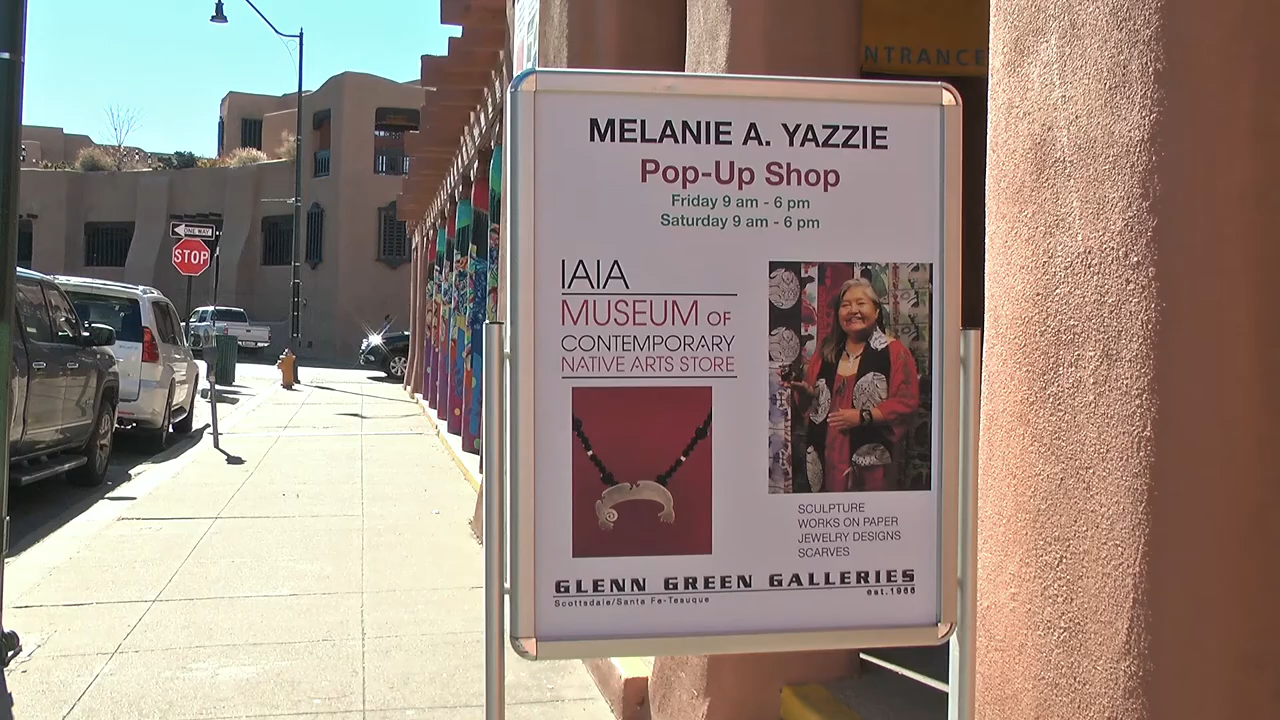 NTRANCE
MELANIE A. YAZZIE
Pop-Up Shop
Friday 9 am - 6 pm
Saturday 9 am - 6 pm
IAIA
MUSEUM OF
CONTEMPORARY
NATIVE ARTS STORE
SCULPTURE
WORKS ON PAPER
JEWELRY DESIGNS
SCARVES
GLENN GREEN GALLERIES
Scottsdale/Santa Fe-Tesuque
est.1966
ONE WAY
STOP